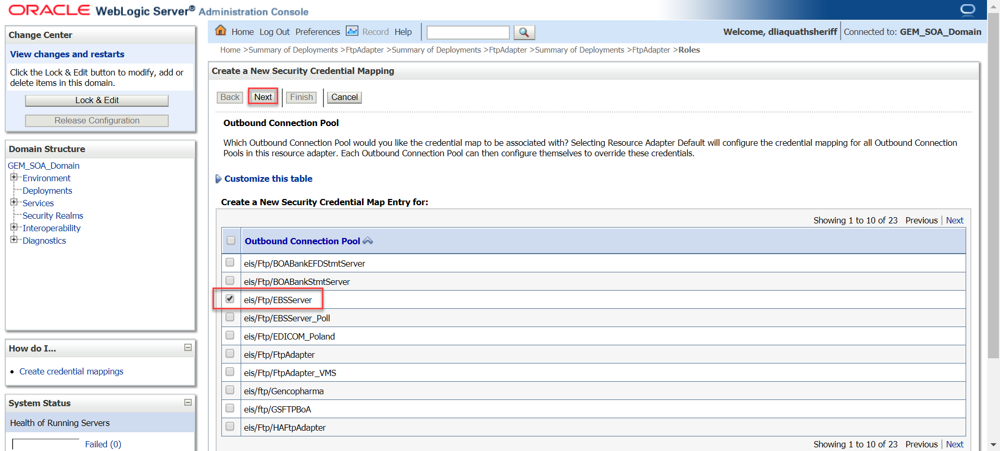 ORACLE WebLogic Server® Administration Console
Change Center
View changes and restarts
Click the Lock & Edit button to modify, add or
delete items in this domain.
Lock & Edit
Release Configuration
Domain Structure
GEM_SOA_Domain
Environment
Deployments
Services
Security Realms
Interoperability
Diagnostics
How do I...
Create credential mappings
System Status
Health of Running Servers
Failed (0)
Home Log Out Preferences Record Help
Welcome, dliaquathsheriff Connected to: GEM_SOA_Domain
Home >Summary of Deployments >FtpAdapter >Summary of Deployments >FtpAdapter >Summary of Deployments >FtpAdapter >Roles
Create a New Security Credential Mapping
Back Next Finish Cancel
Outbound Connection Pool
Which Outbound Connection Pool would you like the credential map to be associated with? Selecting Resource Adapter Default will configure the credential mapping for all Outbound Connection
Pools in this resource adapter. Each Outbound Connection Pool can then configure themselves to override these credentials.
Customize this table
Create a New Security Credential Map Entry for:
Showing 1 to 10 of 23 Previous Next
Outbound Connection Pool
eis/Ftp/BOABankEFDStmtServer
eis/Ftp/BOABankStmtServer
eis/Ftp/EBSServer
eis/Ftp/EBSServer_Poll
eis/Ftp/EDICOM_Poland
eis/Ftp/FtpAdapter
eis/Ftp/FtpAdapter_VMS
eis/ftp/Gencopharma
eis/ftp/GSFTPBoA
eis/Ftp/HAFtpAdapter
Showing 1 to 10 of 23 Previous Next